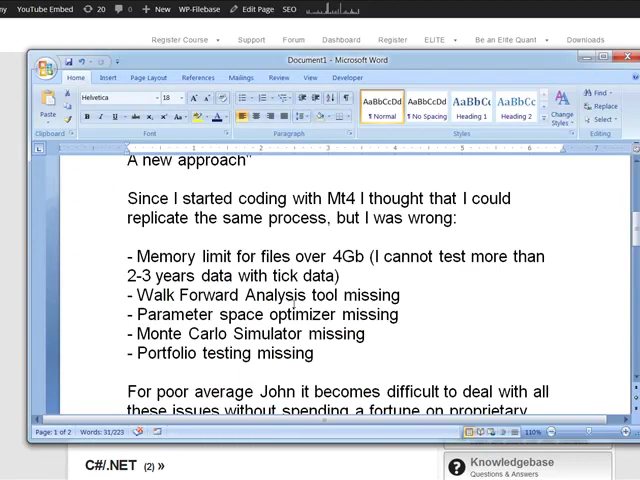 ny 20 0 + New WP-Filebase Edit Page SEO
Register Course Support Forum Dashboard Register ELITE Be an Elite Quant Downloads
Document1 - Microsoft Word
Home Insert Page Layout References Mailings Review View Developer
Paste
Helvetica 18
AaBbCcDd AaBbCcDd AaBbCc AaBbCc
¶ Normal ¶ No Spacing Heading 1 Heading 2
Change Styles
Find
Replace
Select
Clipboard Font Paragraph Styles Editing
A new approach"
Since I started coding with Mt4 I thought that I could
replicate the same process, but I was wrong:
- Memory limit for files over 4Gb (I cannot test more than
2-3 years data with tick data)
- Walk Forward Analysis tool missing
- Parameter space optimizer missing
- Monte Carlo Simulator missing
- Portfolio testing missing
For poor average John it becomes difficult to deal with all
these issues without spending a fortune on proprietary
Page: 1 of 2 Words: 31/223 110%
C#/.NET (2) »
Knowledgebase
Questions & Answers